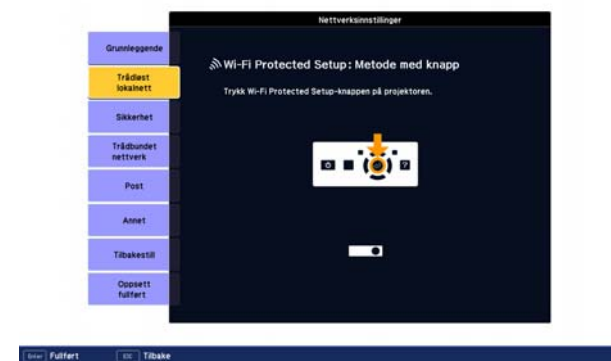 Nettverksinnstillinger
Grunnleggende
Trådløst
lokalnett
Sikkerhet
Trådbundet
nettverk
Post
Annet
Tilbakestill
Oppsett
fullført
Wi-Fi Protected Setup: Metode med knapp
Trykk Wi-Fi Protected Setup-knappen på projektoren.
?
Enter Fullført
ESC Tilbake